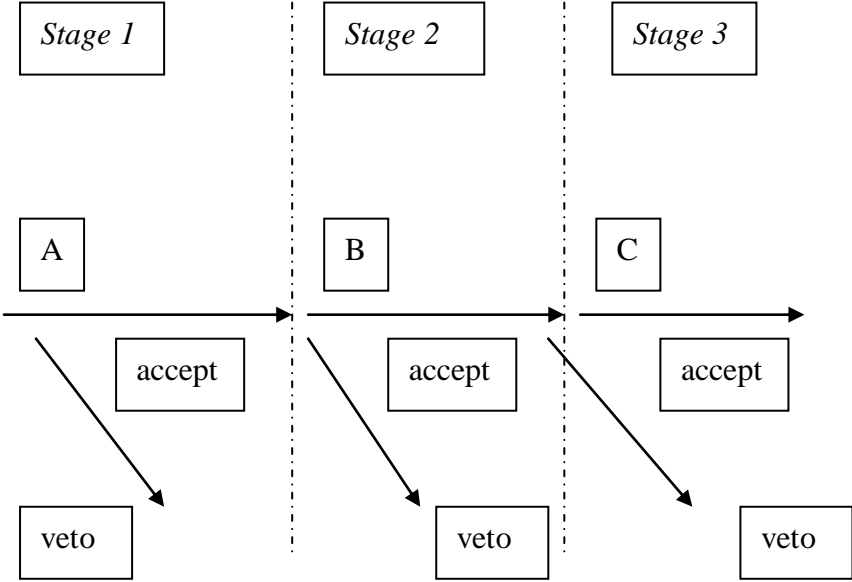 Stage 1
Stage 2
Stage 3
A
B
C
accept
accept
accept
veto
veto
veto